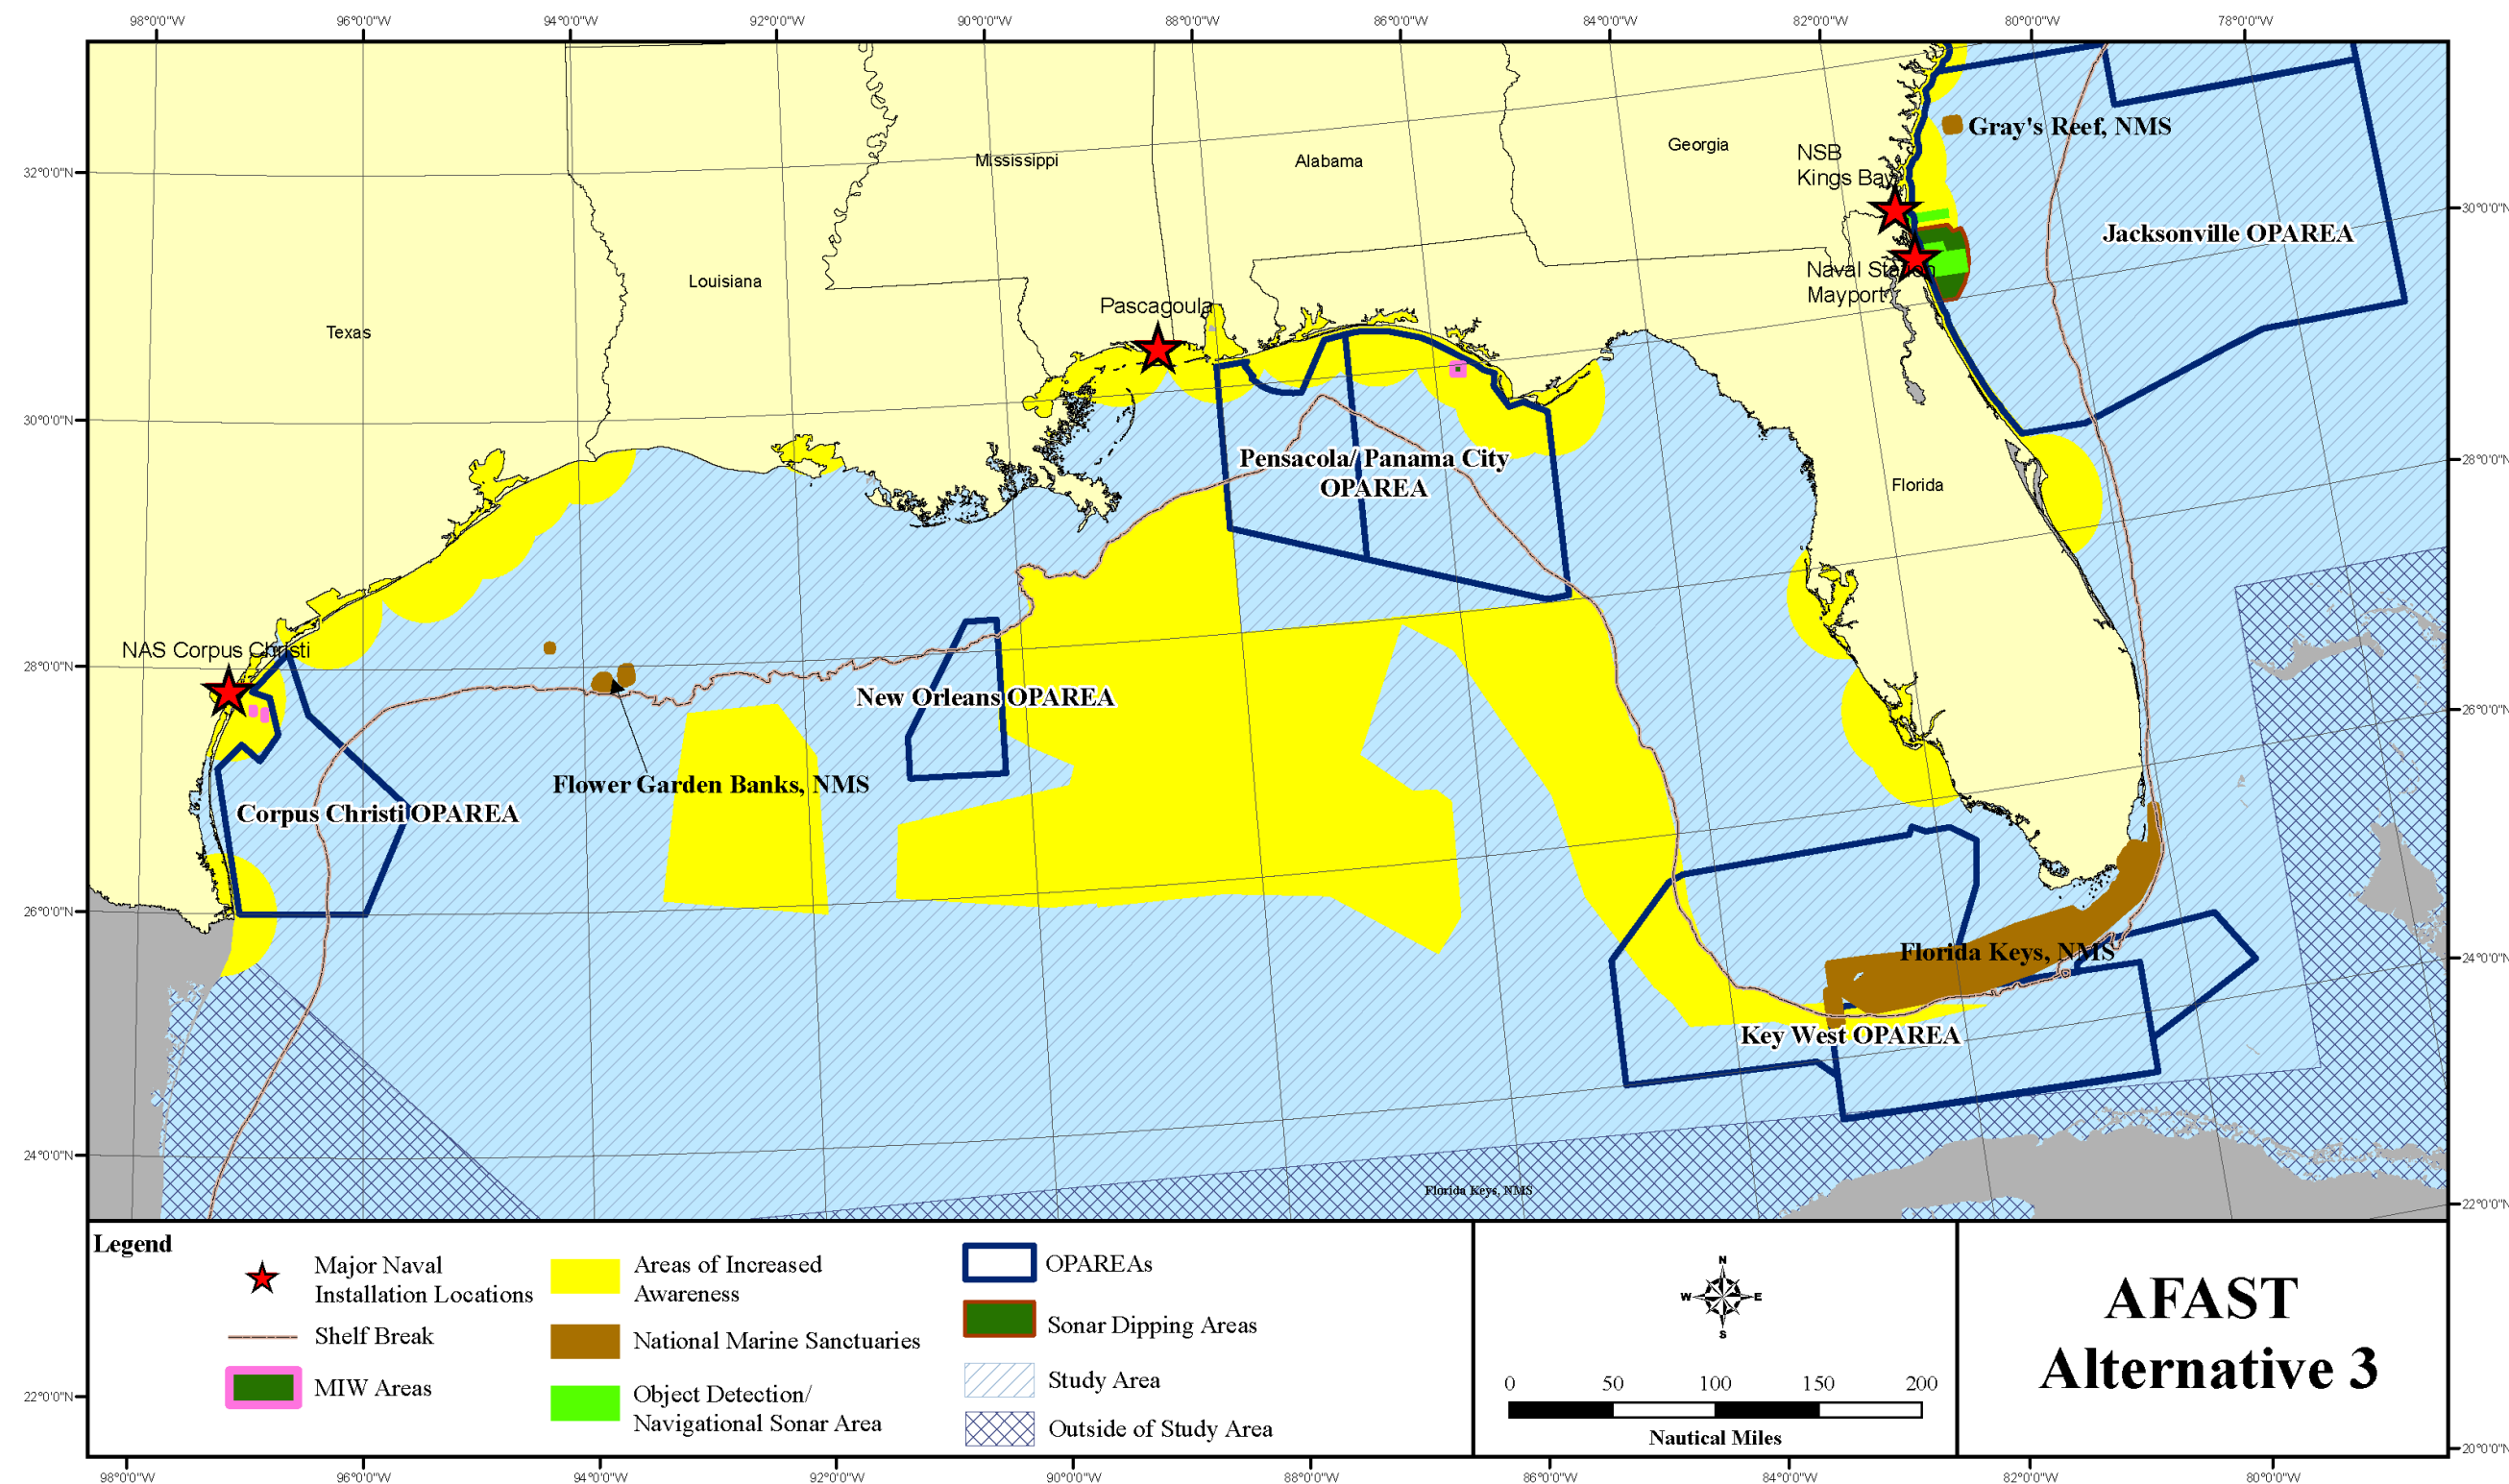 98°0'0"W 96°0'0"W 94°0'0"W 92°0'0"W 90°0'0"W 88°0'0"W 86°0'0"W 84°0'0"W 82°0'0"W 80°0'0"W 78°0'0"W
Gray's Reef, NMS
Georgia
NSB
Kings Bay
Mississippi
Alabama
32°0'0"N
30°0'0"N
Jacksonville OPAREA
Naval Station
Mayport
Louisiana
Pascagoula
Texas
30°0'0"N
28°0'0"N
Pensacola/ Panama City
OPAREA
Florida
NAS Corpus Christi
28°0'0"N
New Orleans OPAREA
26°0'0"N
Flower Garden Banks, NMS
Corpus Christi OPAREA
26°0'0"N
Florida Keys, NMS
24°0'0"N
Key West OPAREA
24°0'0"N
Florida Keys, NMS
22°0'0"N
Legend
Major Naval
Installation Locations
Shelf Break
MIW Areas
Areas of Increased
Awareness
National Marine Sanctuaries
Object Detection/
Navigational Sonar Area
OPAREAs
Sonar Dipping Areas
Study Area
Outside of Study Area
N
W E
S
0 50 100 150 200
Nautical Miles
AFAST
Alternative 3
22°0'0"N
20°0'0"N
98°0'0"W 96°0'0"W 94°0'0"W 92°0'0"W 90°0'0"W 88°0'0"W 86°0'0"W 84°0'0"W 82°0'0"W 80°0'0"W